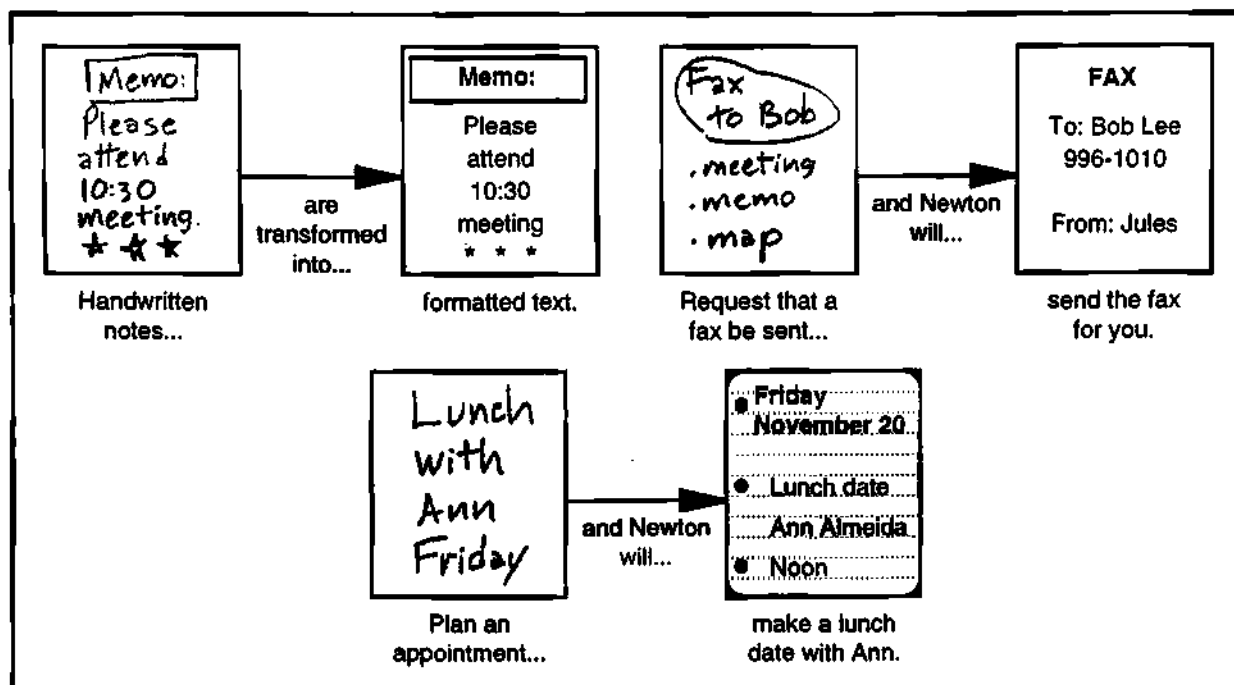 Memo:
Please
attend
10:30
meeting.
* * *
Handwritten
notes...
are
transformed
into...
Memo:
Please
attend
10:30
meeting
* * *
formatted text.
Fax
to Bob
.meeting
.memo
.map
Request that a
fax be sent...
and Newton
will...
FAX
To: Bob Lee
996-1010
From: Jules
send the fax
for you.
Lunch
with
Ann
Friday
Plan an
appointment...
and Newton
will...
Friday
November 20
Lunch date
Ann Almeida
Noon
make a lunch
date with Ann.